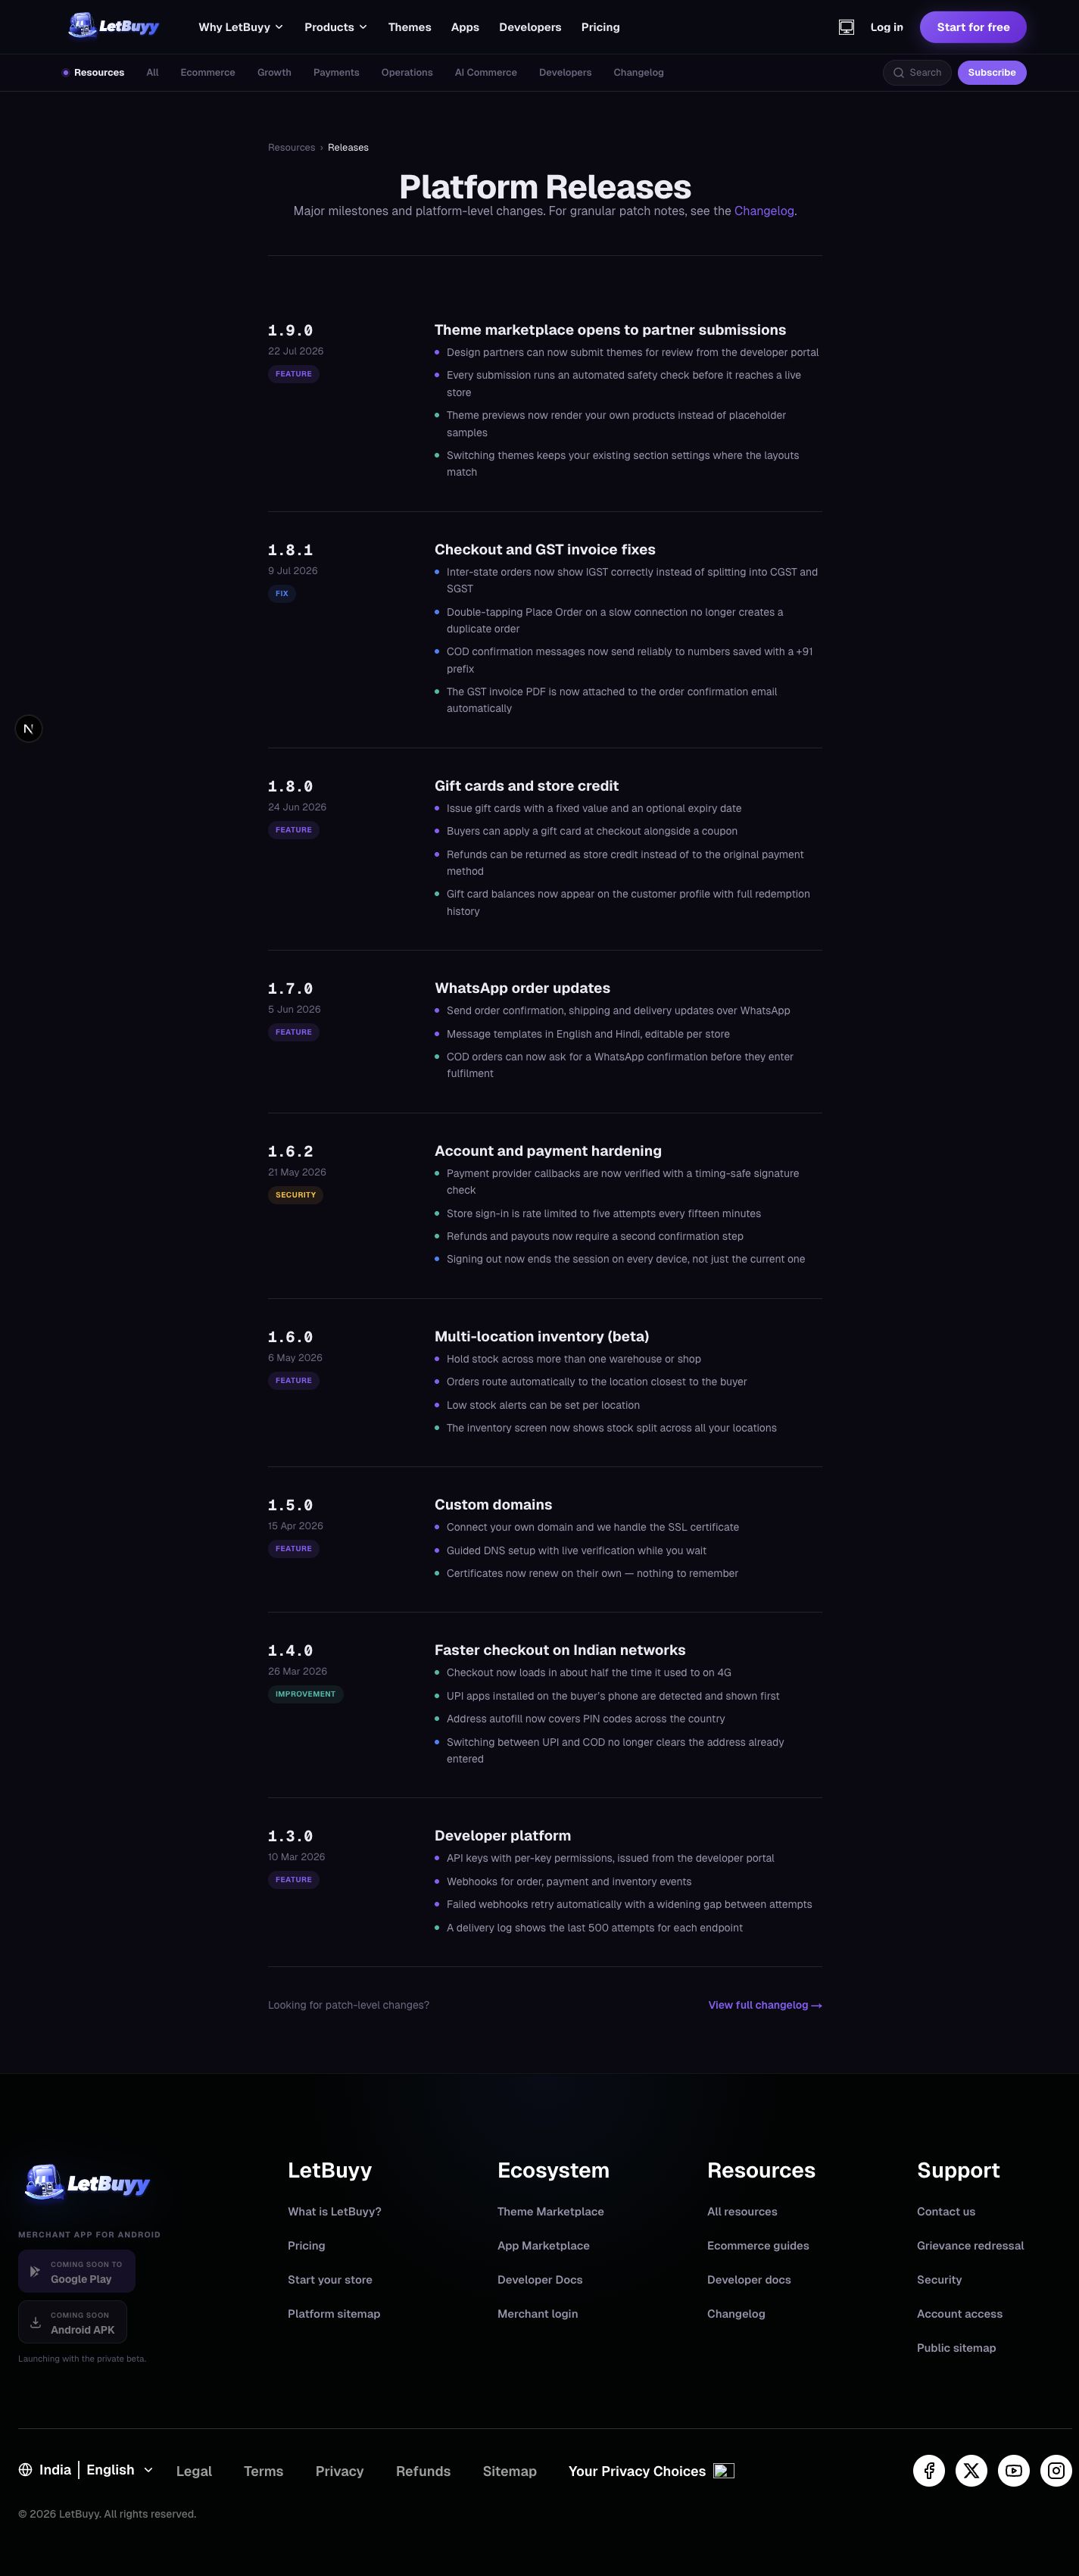 LetBuyy
Why LetBuyy
Products
Themes
Apps
Developers
Pricing
Log in
Start for free
Resources
All
Ecommerce
Growth
Payments
Operations
AI Commerce
Developers
Changelog
Search
Subscribe
Resources › Releases
Platform Releases
Major milestones and platform-level changes. For granular patch notes, see the Changelog.
1.9.0
22 Jul 2026
FEATURE
Theme marketplace opens to partner submissions
Design partners can now submit themes for review from the developer portal
Every submission runs an automated safety check before it reaches a live
store
Theme previews now render your own products instead of placeholder
samples
Switching themes keeps your existing section settings where the layouts
match
1.8.1
9 Jul 2026
FIX
Checkout and GST invoice fixes
Inter-state orders now show IGST correctly instead of splitting into CGST and
SGST
Double-tapping Place Order on a slow connection no longer creates a
duplicate order
COD confirmation messages now send reliably to numbers saved with a +91
prefix
The GST invoice PDF is now attached to the order confirmation email
automatically
N
1.8.0
24 Jun 2026
FEATURE
Gift cards and store credit
Issue gift cards with a fixed value and an optional expiry date
Buyers can apply a gift card at checkout alongside a coupon
Refunds can be returned as store credit instead of to the original payment
method
Gift card balances now appear on the customer profile with full redemption
history
1.7.0
5 Jun 2026
FEATURE
WhatsApp order updates
Send order confirmation, shipping and delivery updates over WhatsApp
Message templates in English and Hindi, editable per store
COD orders can now ask for a WhatsApp confirmation before they enter
fulfilment
1.6.2
21 May 2026
SECURITY
Account and payment hardening
Payment provider callbacks are now verified with a timing-safe signature
check
Store sign-in is rate limited to five attempts every fifteen minutes
Refunds and payouts now require a second confirmation step
Signing out now ends the session on every device, not just the current one
1.6.0
6 May 2026
FEATURE
Multi-location inventory (beta)
Hold stock across more than one warehouse or shop
Orders route automatically to the location closest to the buyer
Low stock alerts can be set per location
The inventory screen now shows stock split across all your locations
1.5.0
15 Apr 2026
FEATURE
Custom domains
Connect your own domain and we handle the SSL certificate
Guided DNS setup with live verification while you wait
Certificates now renew on their own — nothing to remember
1.4.0
26 Mar 2026
IMPROVEMENT
Faster checkout on Indian networks
Checkout now loads in about half the time it used to on 4G
UPI apps installed on the buyer's phone are detected and shown first
Address autofill now covers PIN codes across the country
Switching between UPI and COD no longer clears the address already
entered
1.3.0
10 Mar 2026
FEATURE
Developer platform
API keys with per-key permissions, issued from the developer portal
Webhooks for order, payment and inventory events
Failed webhooks retry automatically with a widening gap between attempts
A delivery log shows the last 500 attempts for each endpoint
Looking for patch-level changes?
View full changelog →
LetBuyy
MERCHANT APP FOR ANDROID
COMING SOON TO
Google Play
COMING SOON
Android APK
Launching with the private beta.
LetBuyy
What is LetBuyy?
Pricing
Start your store
Platform sitemap
Ecosystem
Theme Marketplace
App Marketplace
Developer Docs
Merchant login
Resources
All resources
Ecommerce guides
Developer docs
Changelog
Support
Contact us
Grievance redressal
Security
Account access
Public sitemap
India | English
Legal
Terms
Privacy
Refunds
Sitemap
Your Privacy Choices
© 2026 LetBuyy. All rights reserved.